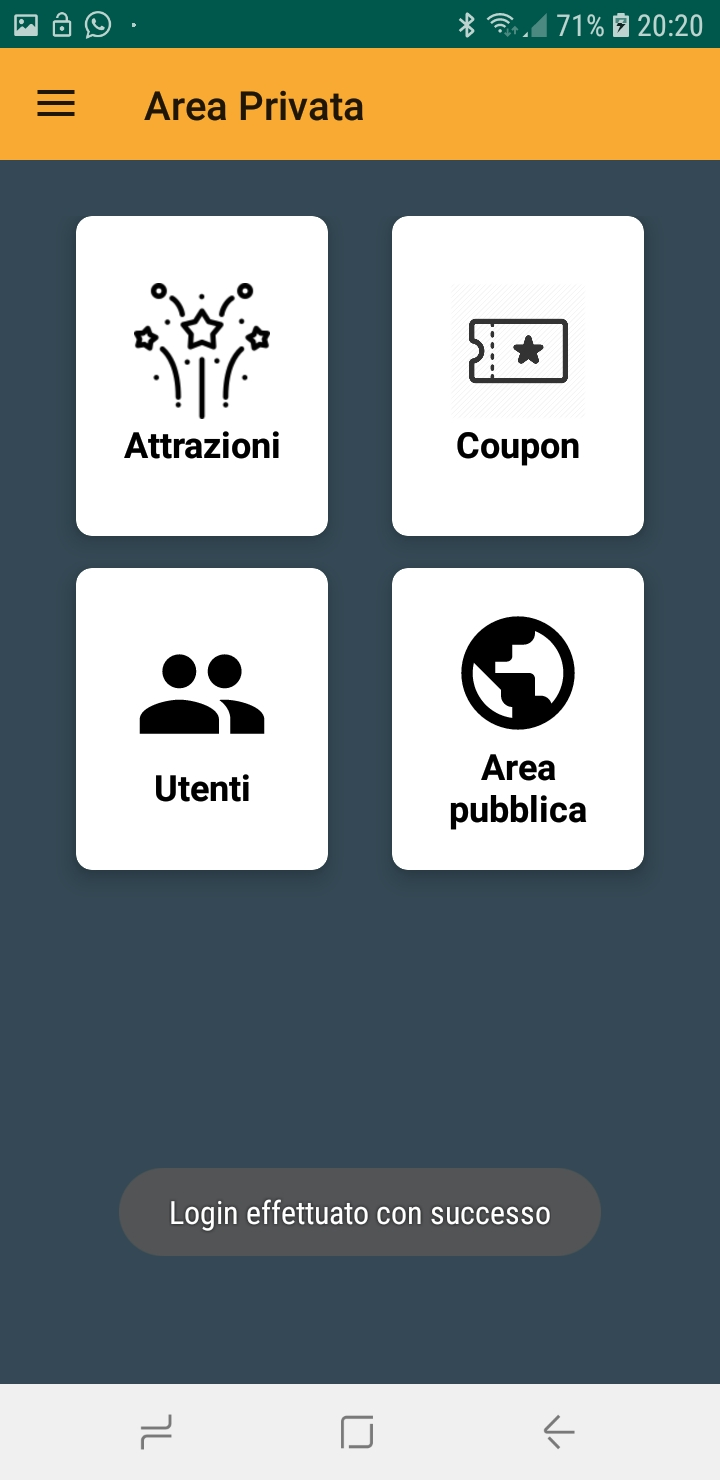 71% 20:20
Area Privata
Attrazioni
Coupon
Utenti
Area
pubblica
Login effettuato con successo